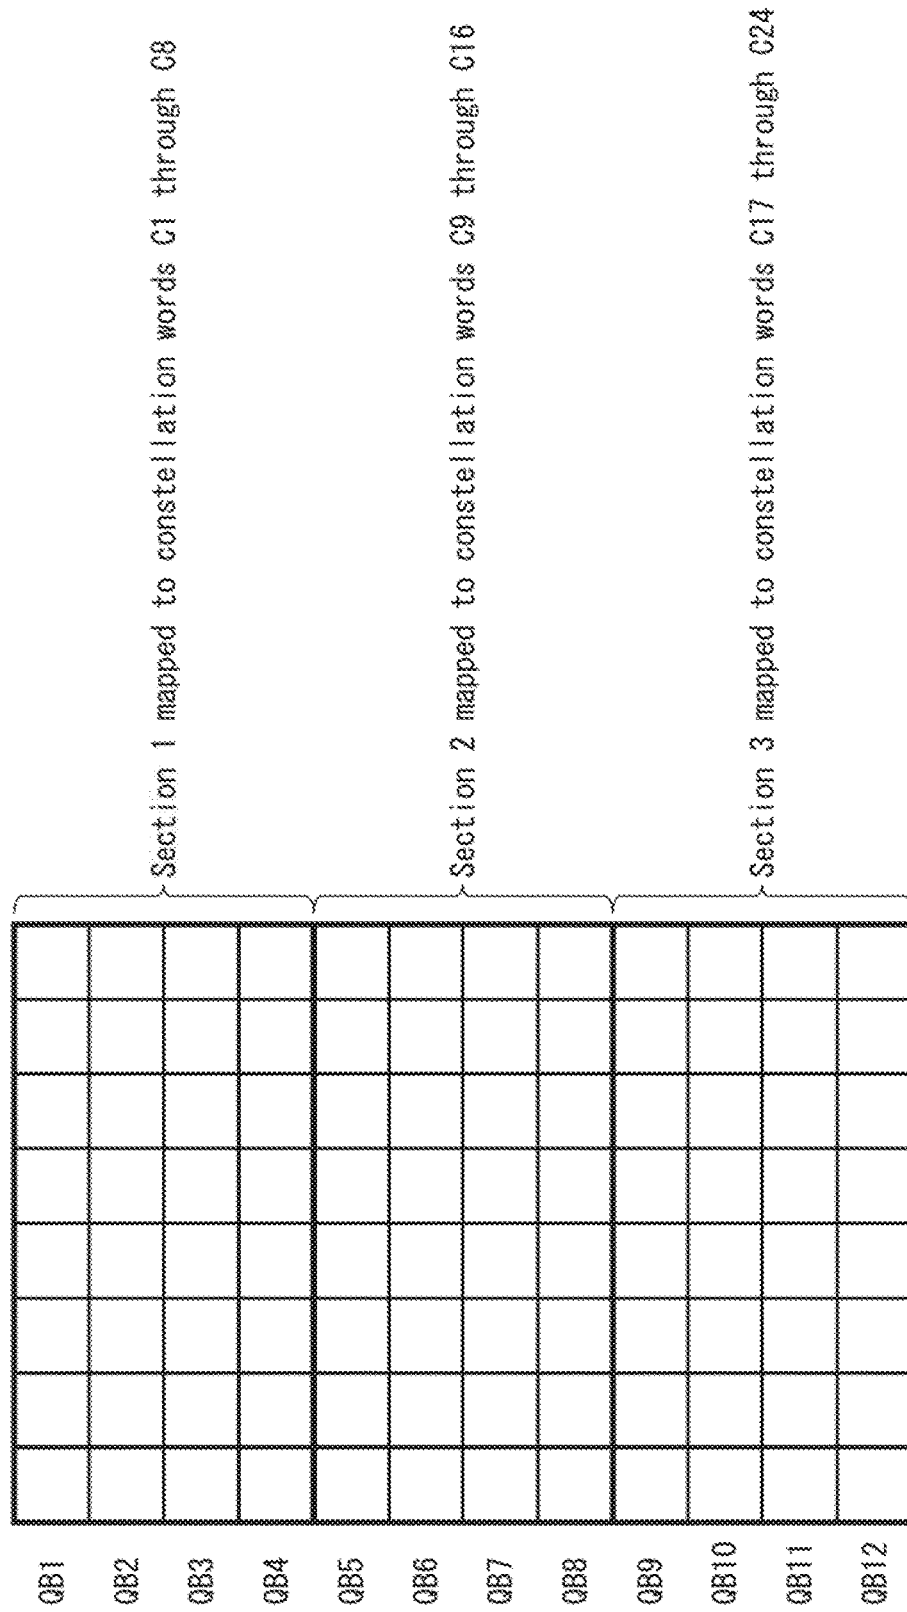 QB1
QB2
QB3
QB4
QB5
QB6
QB7
QB8
QB9
QB10
QB11
QB12
Section 1 mapped to constellation words C1 through C8
Section 2 mapped to constellation words C9 through C16
Section 3 mapped to constellation words C17 through C24